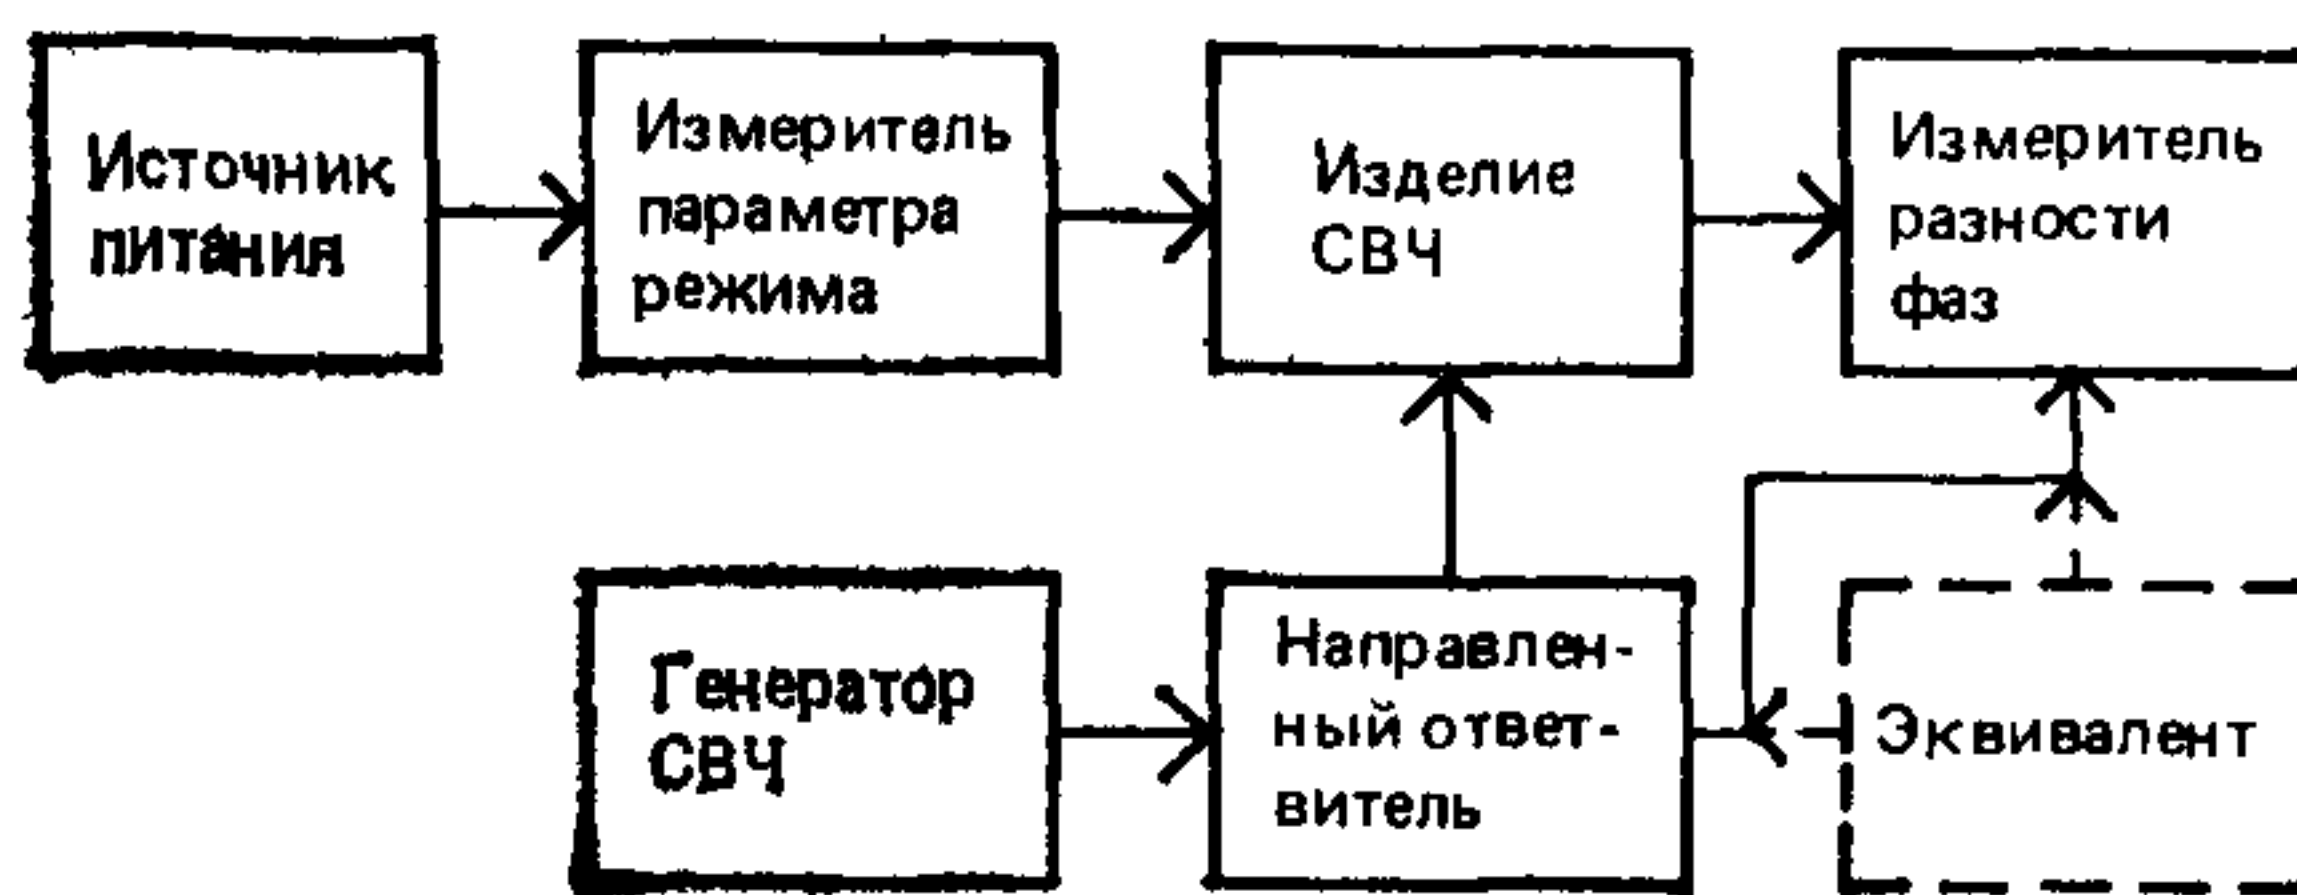 Источник
питания
Измеритель
параметра
режима
Изделие
СВЧ
Измеритель
разности
фаз
Генератор
СВЧ
Направлен-
ный ответ-
витель
Эквивалент